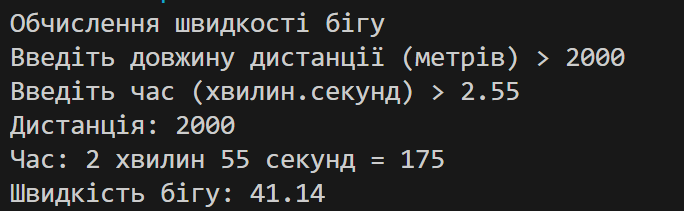 Обчислення швидкості бігу
Введіть довжину дистанції (метрів) > 2000
Введіть час (хвилин.секунд) > 2.55
Дистанція: 2000
Час: 2 хвилин 55 секунд = 175
Швидкість бігу: 41.14